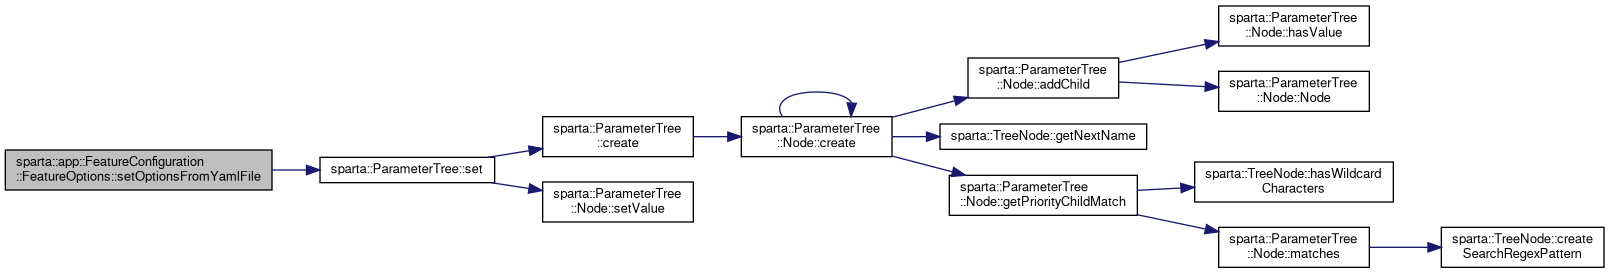 sparta::app::FeatureConfiguration
::FeatureOptions::setOptionsFromYamlFile
sparta::ParameterTree::set
sparta::ParameterTree
::create
sparta::ParameterTree
::Node::setValue
sparta::ParameterTree
::Node::create
sparta::ParameterTree
::Node::addChild
sparta::TreeNode::getNextName
sparta::ParameterTree
::Node::getPriorityChildMatch
sparta::ParameterTree
::Node::hasValue
sparta::ParameterTree
::Node::Node
sparta::TreeNode::hasWildcard
Characters
sparta::ParameterTree
::Node::matches
sparta::TreeNode::create
SearchRegexPattern